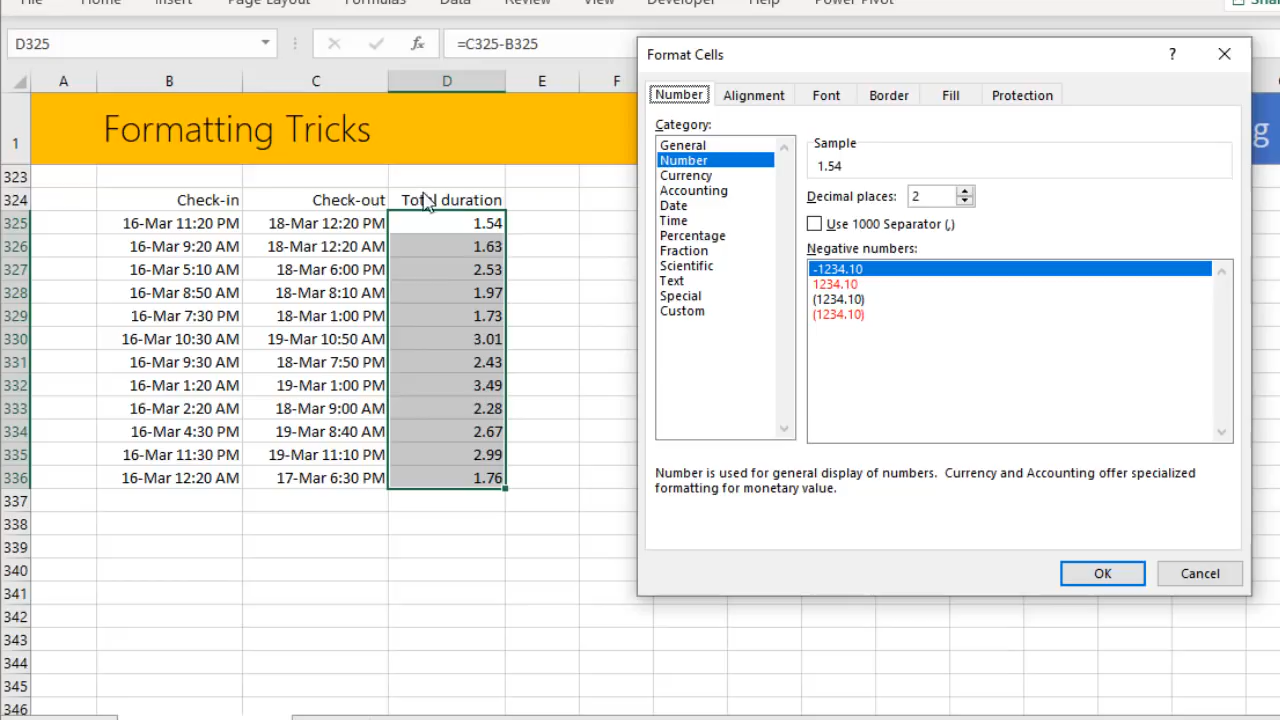 File Home Insert Page Layout Formulas Data Review View Developer Help Power Pivot
D325 fx =C325-B325
A B C D E F
1 Formatting Tricks g
323
324 Check-in Check-out Total duration
325 16-Mar 11:20 PM 18-Mar 12:20 PM 1.54
326 16-Mar 9:20 AM 18-Mar 12:20 AM 1.63
327 16-Mar 5:10 AM 18-Mar 6:00 PM 2.53
328 16-Mar 8:50 AM 18-Mar 8:10 AM 1.97
329 16-Mar 7:30 PM 18-Mar 1:00 PM 1.73
330 16-Mar 10:30 AM 19-Mar 10:50 AM 3.01
331 16-Mar 9:30 AM 18-Mar 7:50 PM 2.43
332 16-Mar 1:20 AM 19-Mar 1:00 PM 3.49
333 16-Mar 2:20 AM 18-Mar 9:00 AM 2.28
334 16-Mar 4:30 PM 19-Mar 8:40 AM 2.67
335 16-Mar 11:30 PM 19-Mar 11:10 PM 2.99
336 16-Mar 12:20 AM 17-Mar 6:30 PM 1.76
337
338
339
340
341
342
343
344
345
346
Format Cells ?
Number Alignment Font Border Fill Protection
Category:
General
Number
Currency
Accounting
Date
Time
Percentage
Fraction
Scientific
Text
Special
Custom
Sample
1.54
Decimal places: 2
Use 1000 Separator (,)
Negative numbers:
-1234.10
1234.10
(1234.10)
(1234.10)
Number is used for general display of numbers. Currency and Accounting offer specialized
formatting for monetary value.
OK Cancel